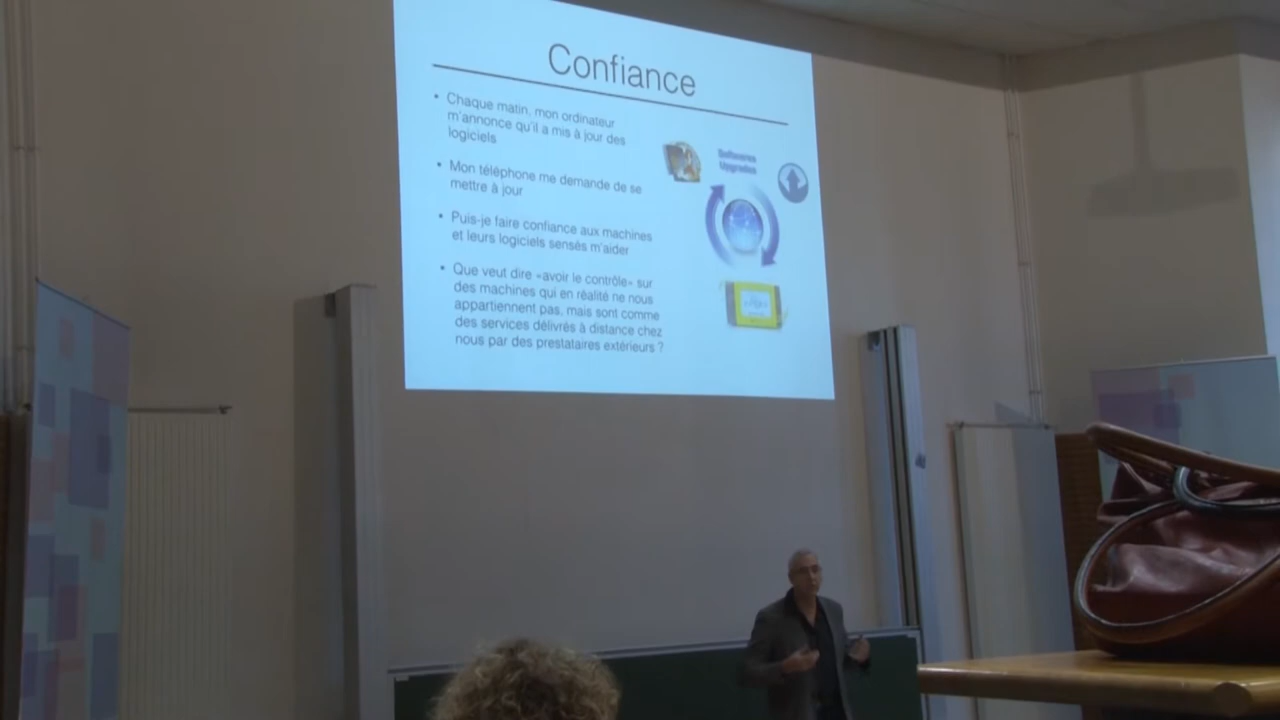 Confiance
• Chaque matin, mon ordinateur
m'annonce qu'il a mis à jour des
logiciels
• Mon téléphone me demande de se
mettre à jour
• Puis-je faire confiance aux machines
et leurs logiciels sensés m'aider
• Que veut dire «avoir le contrôle» sur
des machines qui en réalité ne nous
appartiennent pas, mais sont comme
des services délivrés à distance chez
nous par des prestataires extérieurs ?
Software
Upgrades